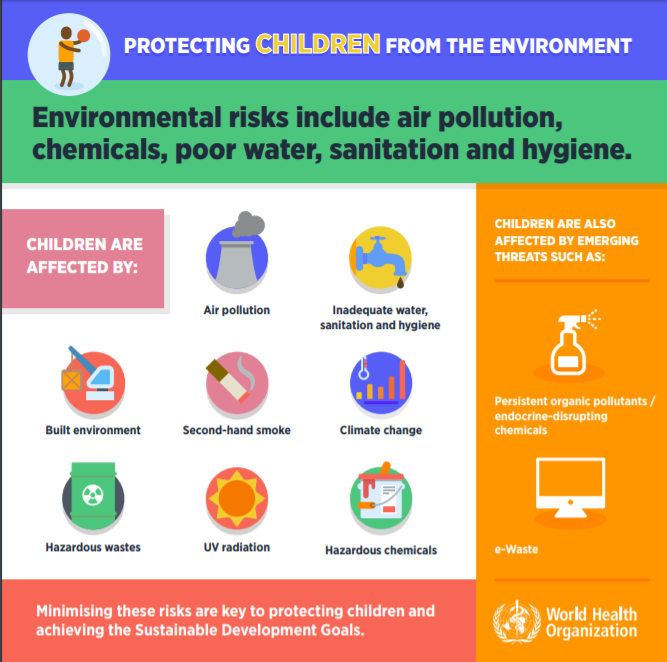 PROTECTING CHILDREN FROM THE ENVIRONMENT
Environmental risks include air pollution,
chemicals, poor water, sanitation and hygiene.
CHILDREN ARE
AFFECTED BY:
Air pollution
Inadequate water,
sanitation and hygiene
Built environment
Second-hand smoke
Climate change
Hazardous wastes
UV radiation
Hazardous chemicals
CHILDREN ARE ALSO
AFFECTED BY EMERGING
THREATS SUCH AS:
Persistent organic pollutants /
endocrine-disrupting
chemicals
e-Waste
Minimising these risks are key to protecting children and
achieving the Sustainable Development Goals.
World Health
Organization